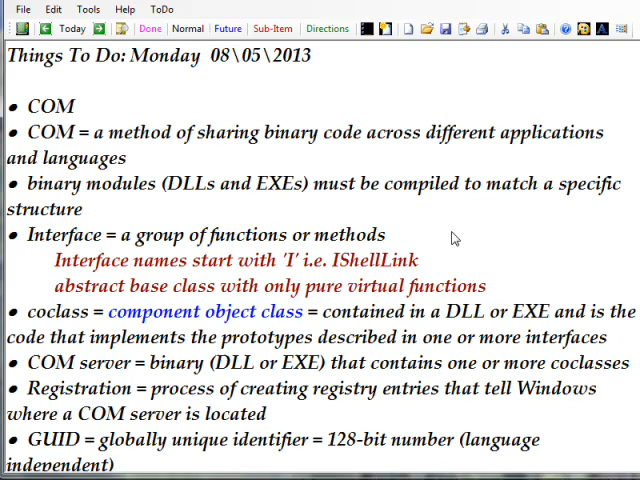 File Edit Tools Help ToDo
Today Done Normal Future Sub-Item Directions
Things To Do: Monday 08\05\2013
● COM
● COM = a method of sharing binary code across different applications
and languages
● binary modules (DLLs and EXEs) must be compiled to match a specific
structure
● Interface = a group of functions or methods
Interface names start with 'I' i.e. IShellLink
abstract base class with only pure virtual functions
● coclass = component object class = contained in a DLL or EXE and is the
code that implements the prototypes described in one or more interfaces
● COM server = binary (DLL or EXE) that contains one or more coclasses
● Registration = process of creating registry entries that tell Windows
where a COM server is located
● GUID = globally unique identifier = 128-bit number (language
independent)